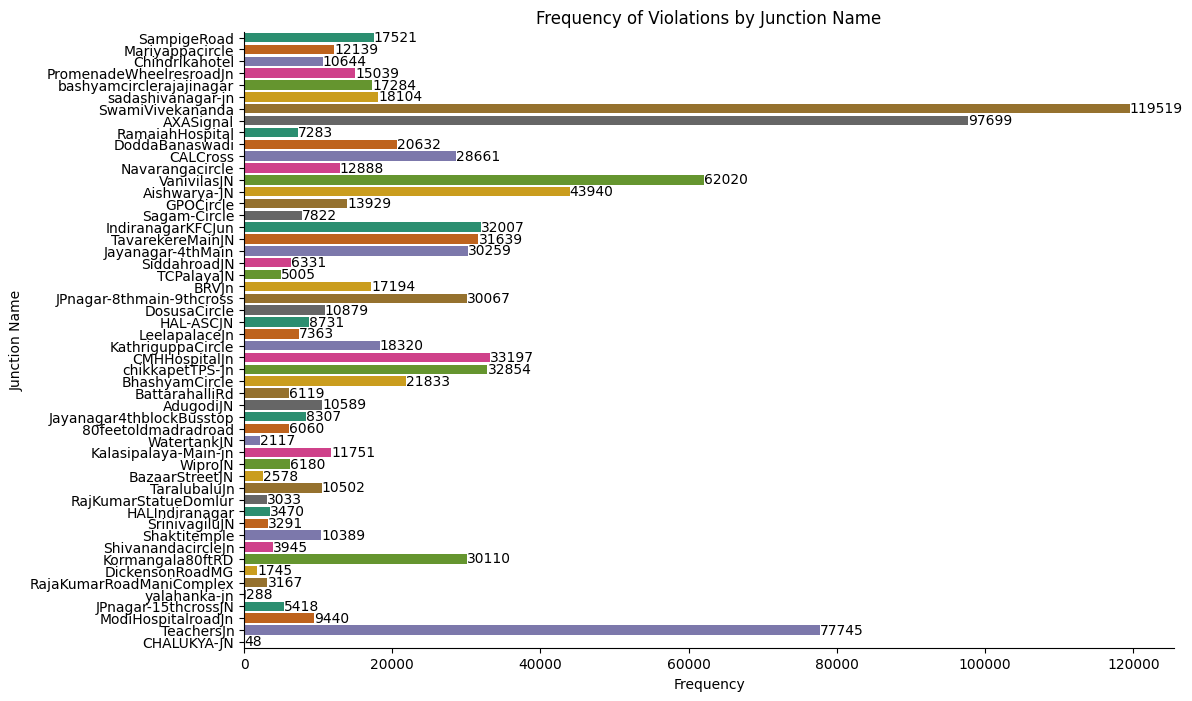 Frequency of Violations by Junction Name
SampigeRoad 17521
Mariyappacircle 12139
Chindrikahotel 10644
PromenadeWheelresroadJn 15039
bashyamcirclerajajinagar 17284
sadashivanagar-jn 18104
SwamiVivekananda 119519
AXASignal 97699
RamaiahHospital 7283
DoddaBanaswadi 20632
CALCross 28661
Navarangacircle 12888
VanivilasJN 62020
Aishwarya-JN 43940
GPOCircle 13929
Sagam-Circle 7822
IndiranagarKFCJun 32007
TavarekereMainJN 31639
Jayanagar-4thMain 30259
SiddahroadJN 6331
TCPalayaJN 5005
BRVJn 17194
JPnagar-8thmain-9thcross 30067
DosusaCircle 10879
HAL-ASCJN 8731
LeelapalaceJn 7363
KathriguppaCircle 18320
CMHHospitalJn 33197
chikkapetTPS-Jn 32854
BhashyamCircle 21833
BattarahalliRd 6119
AdugodiJN 10589
Jayanagar4thblockBusstop 8307
80feetoldmadradroad 6060
WatertankJN 2117
Kalasipalaya-Main-jn 11751
WiproJN 6180
BazaarStreetJN 2578
TaralubaluJn 10502
RajKumarStatueDomlur 3033
HALIndiranagar 3470
SrinivagiluJN 3291
Shaktitemple 10389
ShivanandacircleJn 3945
Kormangala80ftRD 30110
DickensonRoadMG 1745
RajaKumarRoadManiComplex 3167
yalahanka-jn 288
JPnagar-15thcrossJN 5418
ModiHospitalroadJn 9440
TeachersJn 77745
CHALUKYA-JN 48
Junction Name
0 20000 40000 60000 80000 100000 120000
Frequency